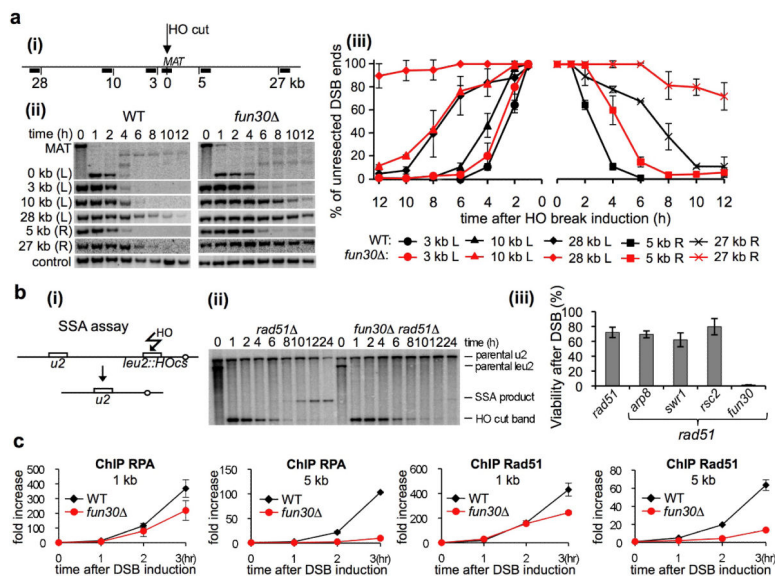 a
HO cut
(i)
MAT
28 10 3 0 5 27 kb
(ii)
WT fun30Δ
time (h) 0 1 2 4 6 8 10 12 0 1 2 4 6 8 10 12
MAT
0 kb (L)
3 kb (L)
10 kb (L)
28 kb (L)
5 kb (R)
27 kb (R)
control
(iii)
% of unresected DSB ends
100
80
60
40
20
0
12 10 8 6 4 2 0 0 2 4 6 8 10 12
time after HO break induction (h)
WT: 3 kb L 10 kb L 28 kb L 5 kb R 27 kb R
fun30Δ: 3 kb L 10 kb L 28 kb L 5 kb R 27 kb R
b
(i)
SSA assay
HO
u2 leu2::HOcs
u2
(ii)
rad51Δ fun30Δ rad51Δ
0 1 2 4 6 8 10 12 24 0 1 2 4 6 8 10 12 24 time (h)
parental u2
parental leu2
SSA product
HO cut band
(iii)
Viability after DSB (%)
100
80
60
40
20
0
rad51 arp8 swr1 rsc2 fun30
rad51
c
ChIP RPA
1 kb
fold increase
500
400
300
200
100
0
WT
fun30Δ
0 1 2 3(hr)
time after DSB induction
ChIP RPA
5 kb
fold increase
150
100
50
0
WT
fun30Δ
0 1 2 3(hr)
time after DSB induction
ChIP Rad51
1 kb
fold increase
600
400
200
0
WT
fun30Δ
0 1 2 3(hr)
time after DSB induction
ChIP Rad51
5 kb
fold increase
80
60
40
20
0
WT
fun30Δ
0 1 2 3(hr)
time after DSB induction